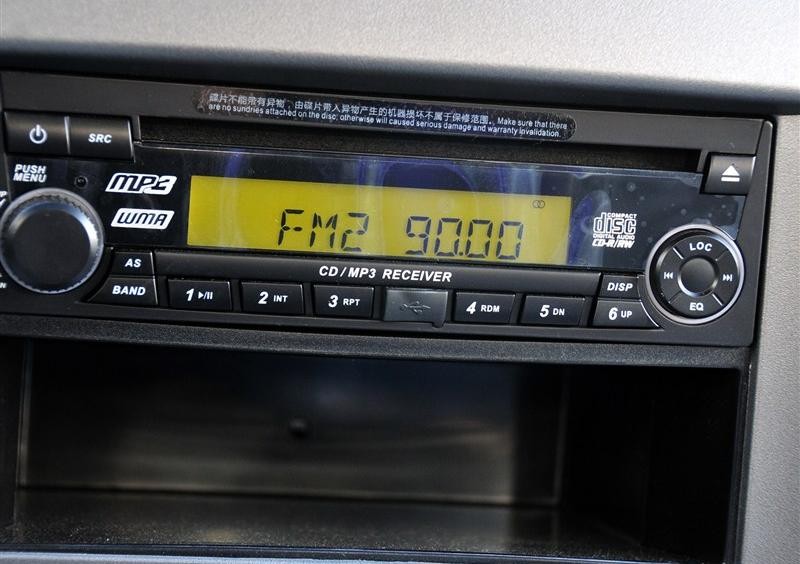 碟片不能带有异物，由碟片带入异物产生的机器损坏不属于保修范围。Make sure that there
are no sundries attached on the disc, otherwise will caused serious damage and warranty invalidation.
SRC
PUSH
MENU
MP3
WMA
FM2 90.00
COMPACT
disc
DIGITAL AUDIO
CD-R/RW
LOC
EQ
AS
BAND
CD/MP3 RECEIVER
DISP
1
2 INT
3 RPT
4 RDM
5 DN
6 UP